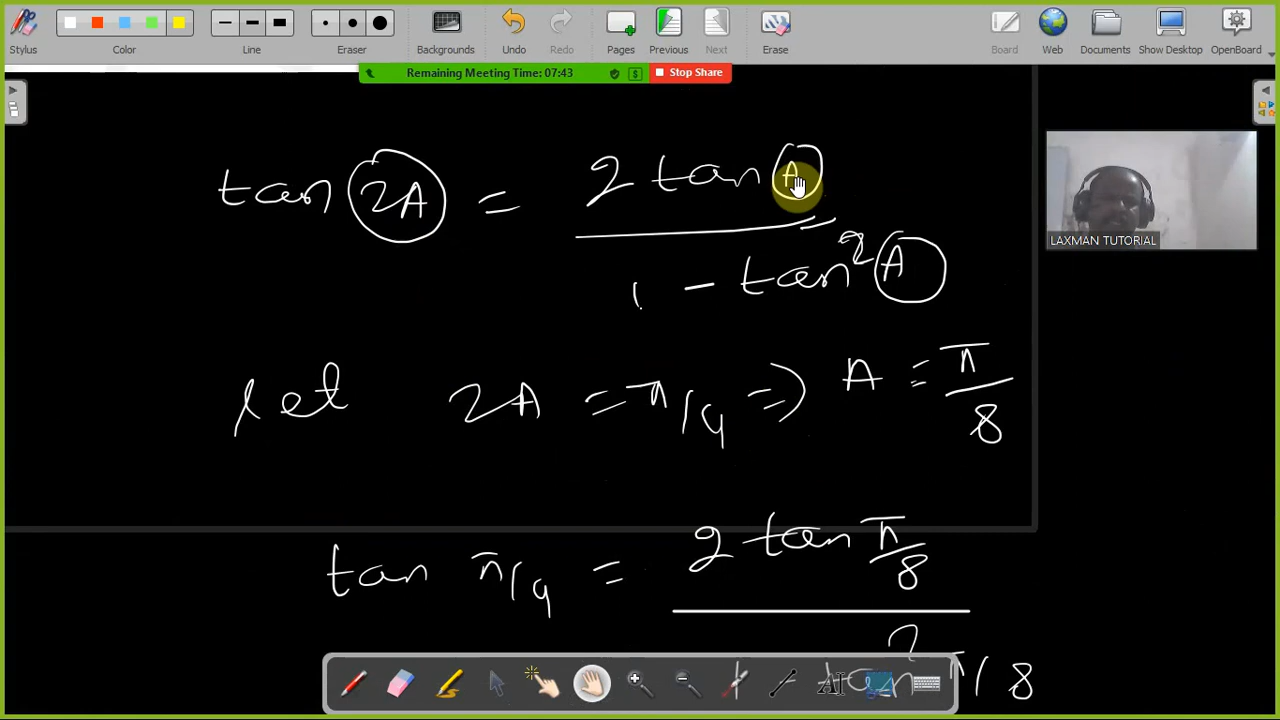 Stylus Color Line Eraser Backgrounds Undo Redo Pages Previous Next Erase Board Web Documents Show Desktop OpenBoard
Remaining Meeting Time: 07:43 $ Stop Share
tan 2A = 2 tan A
1 - tan² A
LAXMAN TUTORIAL
let 2A = π/4 => A = π/8
tan π/4 = 2 tan π/8
tan² π/8